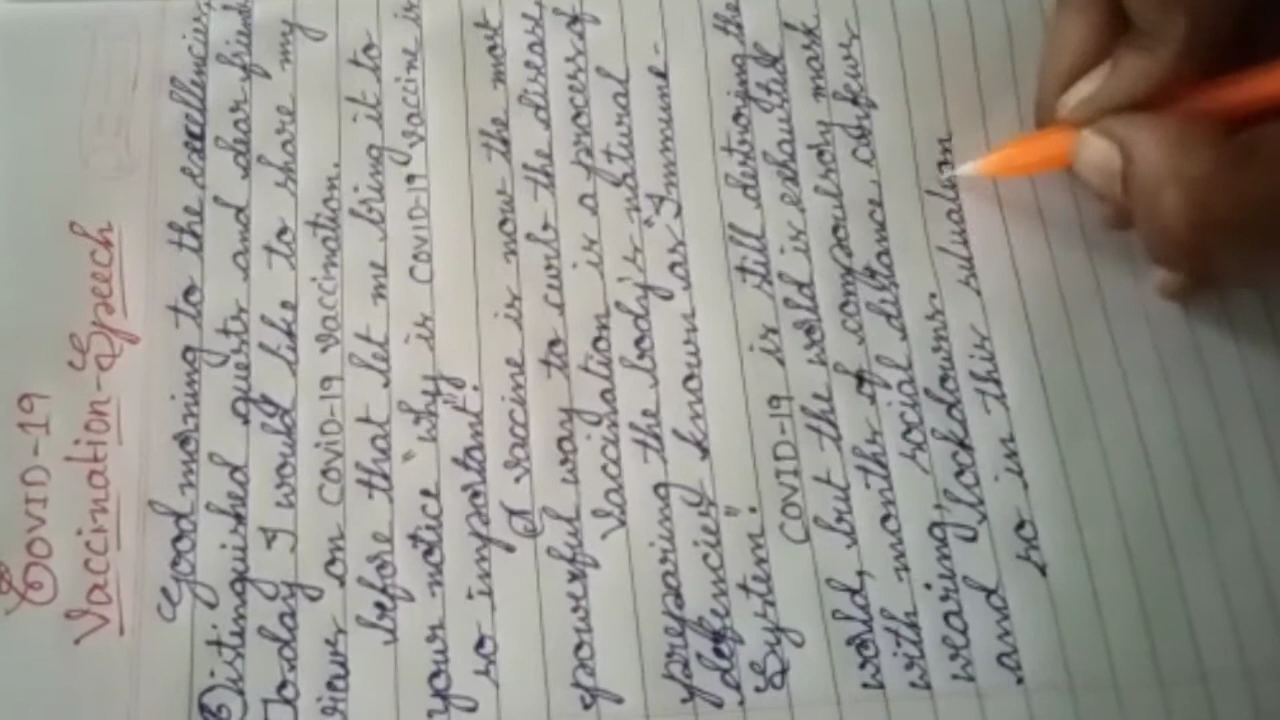 COVID-19
Vaccination-Speech
Good morning to the excellencies,
Distinguished guests and dear friends
Today I would like to share my
views on COVID-19 Vaccination.
before that let me bring it to
your notice "why is COVID-19 vaccine is
so important".
A vaccine is now the most
powerful way to curb the disease,
Vaccination is a process of
preparing the body's natural
defencies known as "Immune-
System".
COVID-19 is still destroying the
world, but the world is exhausted
with months of compoulsory mask
wearing, social distance, curfews
and lockdowns.
so in this situation